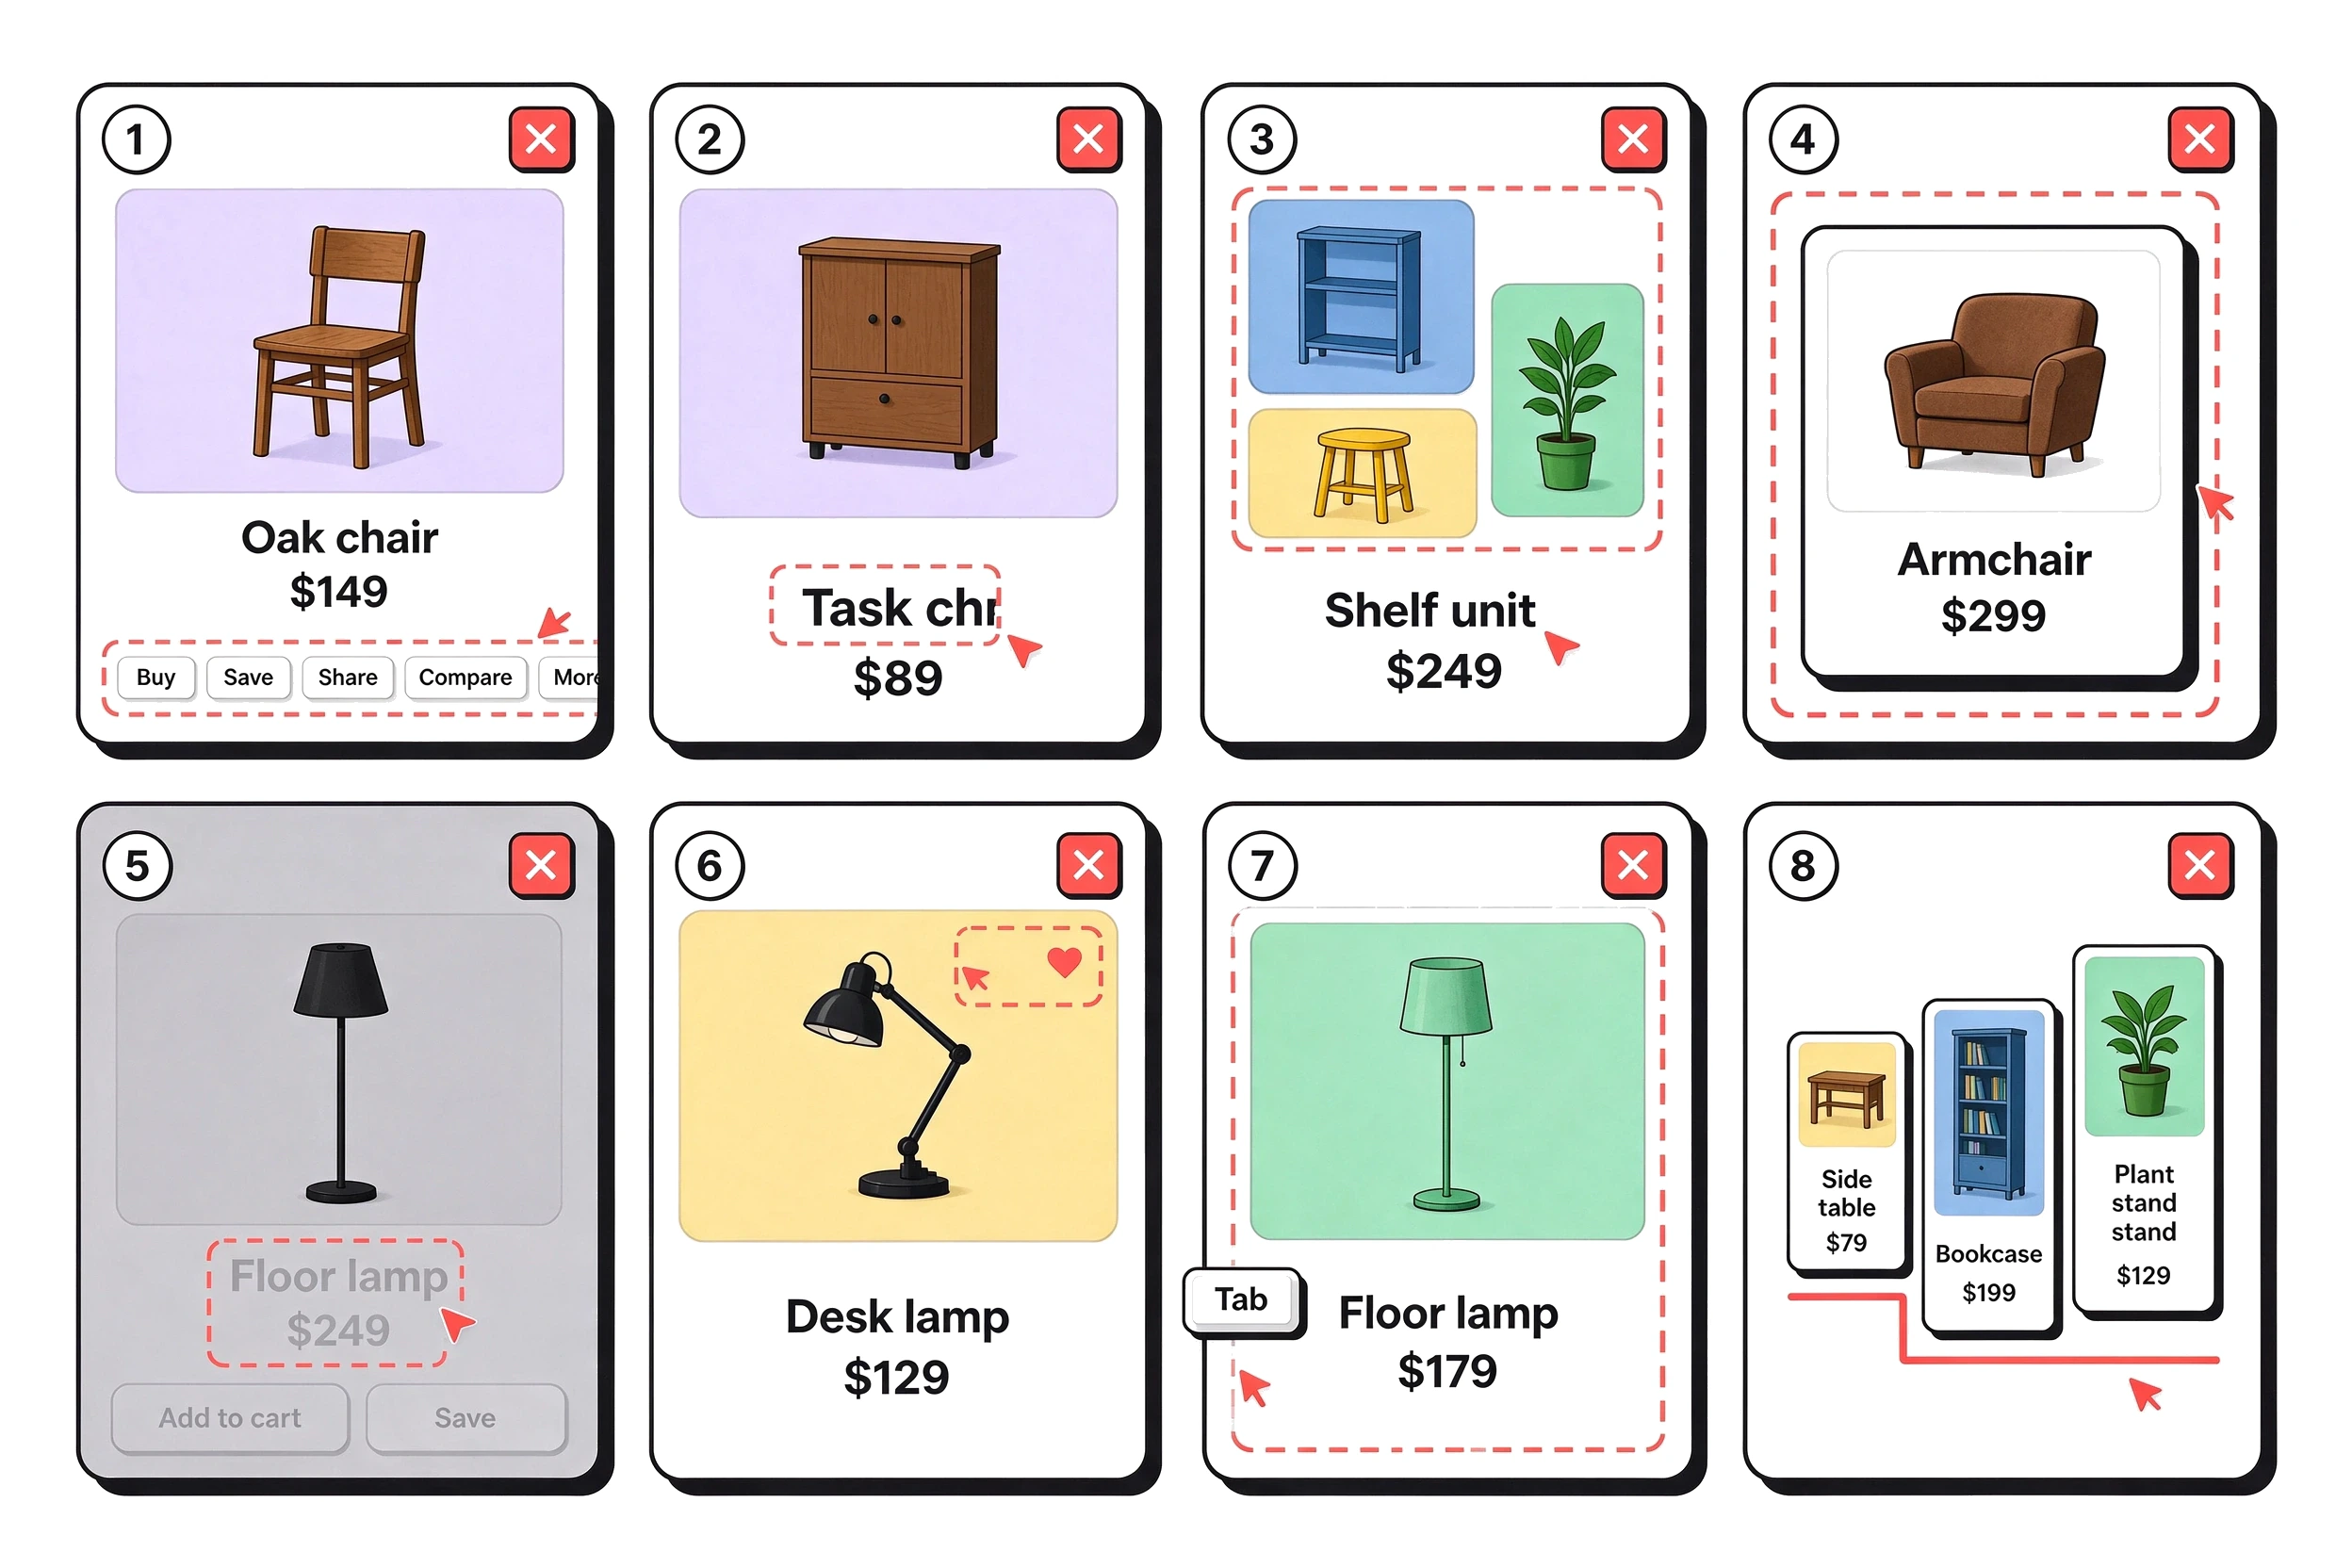 1
Oak chair
$149
Buy Save Share Compare More
2
Task chr
$89
3
Shelf unit
$249
4
Armchair
$299
5
Floor lamp
$249
Add to cart Save
6
Desk lamp
$129
7
Tab
Floor lamp
$179
8
Side
table
$79
Bookcase
$199
Plant
stand
stand
$129